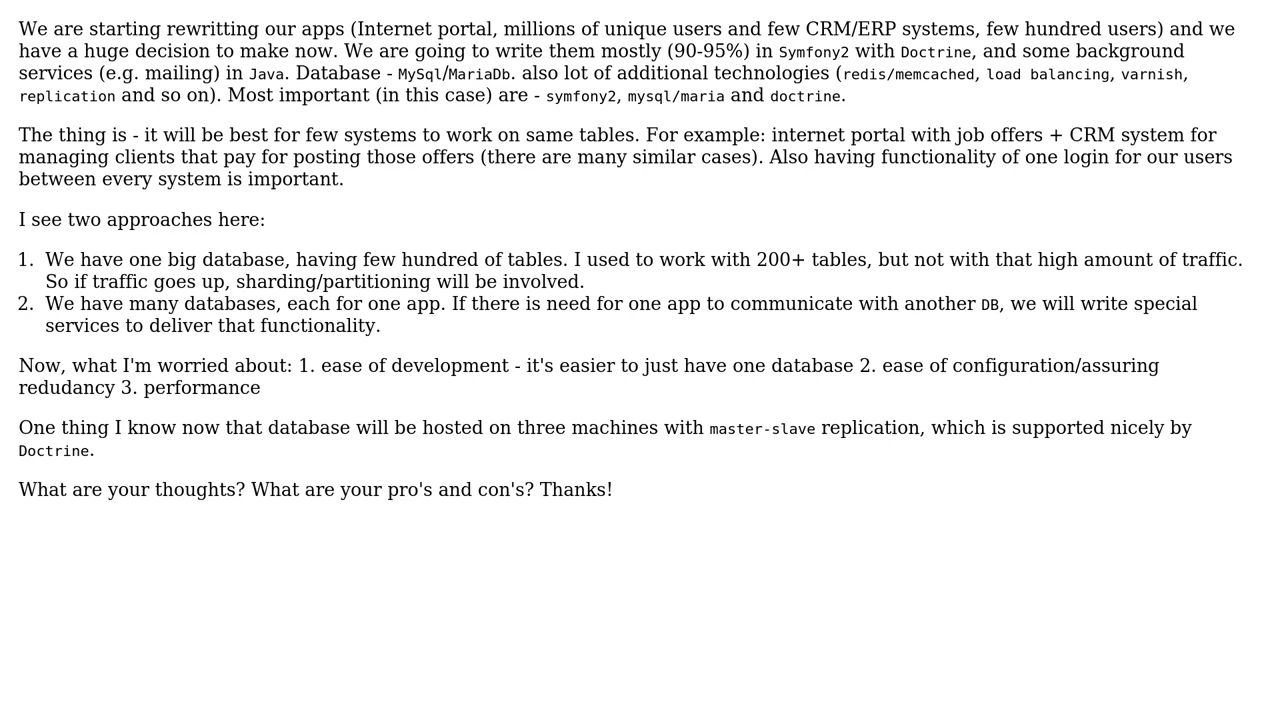 We are starting rewritting our apps (Internet portal, millions of unique users and few CRM/ERP systems, few hundred users) and we
have a huge decision to make now. We are going to write them mostly (90-95%) in Symfony2 with Doctrine, and some background
services (e.g. mailing) in Java. Database - MySql/MariaDb. also lot of additional technologies (redis/memcached, load balancing, varnish,
replication and so on). Most important (in this case) are - symfony2, mysql/maria and doctrine.
The thing is - it will be best for few systems to work on same tables. For example: internet portal with job offers + CRM system for
managing clients that pay for posting those offers (there are many similar cases). Also having functionality of one login for our users
between every system is important.
I see two approaches here:
1. We have one big database, having few hundred of tables. I used to work with 200+ tables, but not with that high amount of traffic.
So if traffic goes up, sharding/partitioning will be involved.
2. We have many databases, each for one app. If there is need for one app to communicate with another DB, we will write special
services to deliver that functionality.
Now, what I'm worried about: 1. ease of development - it's easier to just have one database 2. ease of configuration/assuring
redudancy 3. performance
One thing I know now that database will be hosted on three machines with master-slave replication, which is supported nicely by
Doctrine.
What are your thoughts? What are your pro's and con's? Thanks!